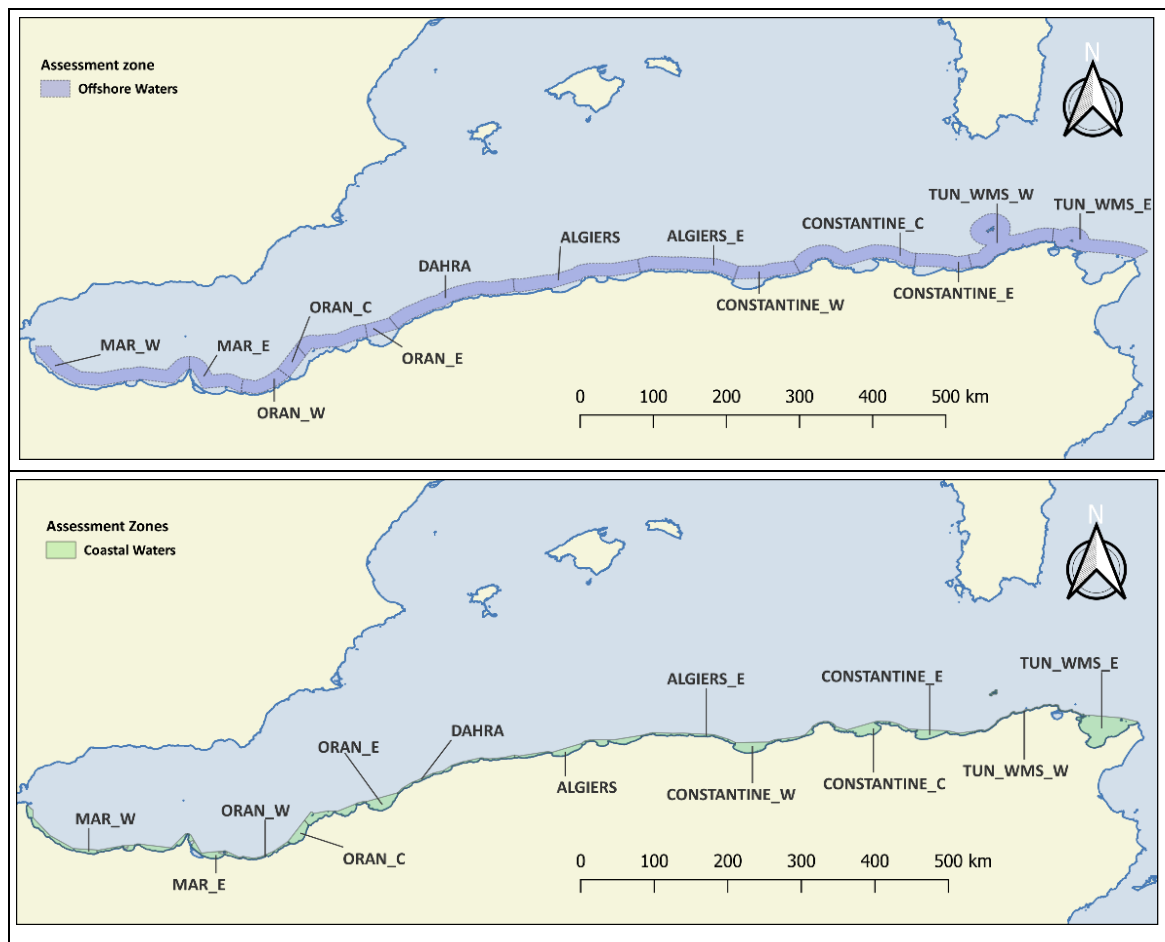 Assessment zone
Offshore Waters
N
TUN_WMS_W
TUN_WMS_E
CONSTANTINE_C
ALGIERS
ALGIERS_E
DAHRA
CONSTANTINE_E
CONSTANTINE_W
ORAN_C
MAR_W
MAR_E
ORAN_E
ORAN_W
0 100 200 300 400 500 km
Assessment Zones
Coastal Waters
N
TUN_WMS_E
ALGIERS_E
CONSTANTINE_E
DAHRA
ORAN_E
TUN_WMS_W
CONSTANTINE_C
ALGIERS
CONSTANTINE_W
ORAN_W
MAR_W
ORAN_C
MAR_E
0 100 200 300 400 500 km